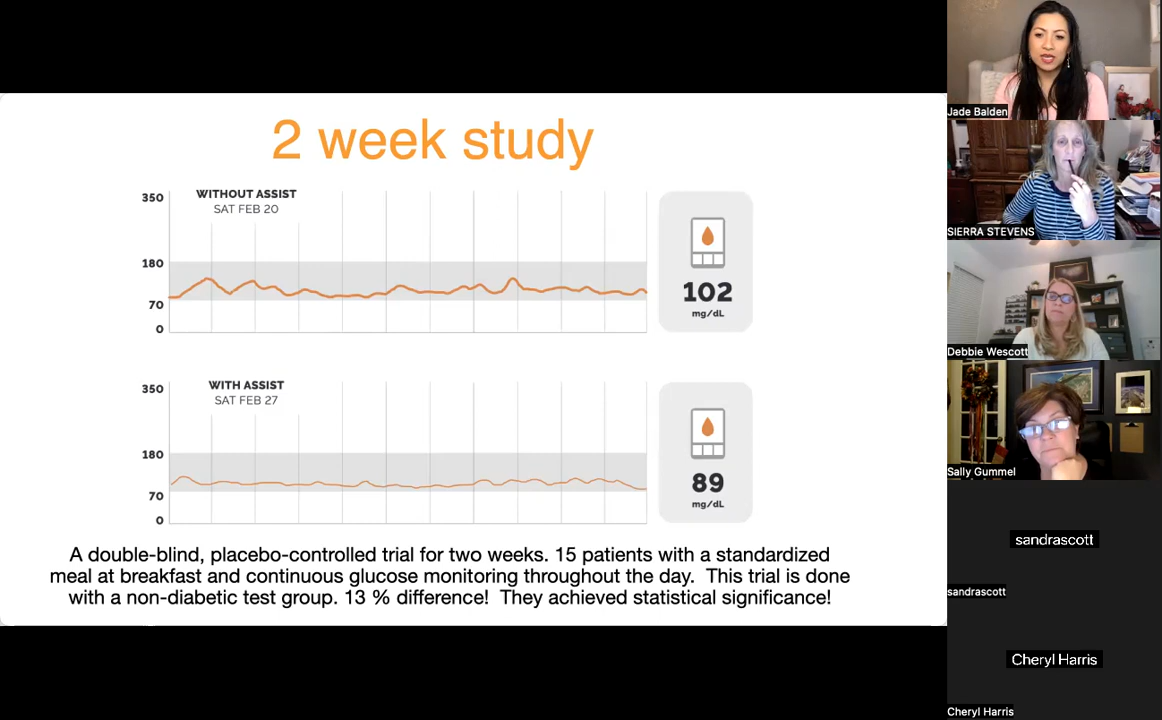 2 week study
350
WITHOUT ASSIST
SAT FEB 20
180
70
0
102
mg/dL
350
WITH ASSIST
SAT FEB 27
180
70
0
89
mg/dL
A double-blind, placebo-controlled trial for two weeks. 15 patients with a standardized
meal at breakfast and continuous glucose monitoring throughout the day.  This trial is done
with a non-diabetic test group. 13 % difference!  They achieved statistical significance!
Jade Balden
SIERRA STEVENS
Debbie Wescott
Sally Gummel
sandrascott
sandrascott
Cheryl Harris
Cheryl Harris